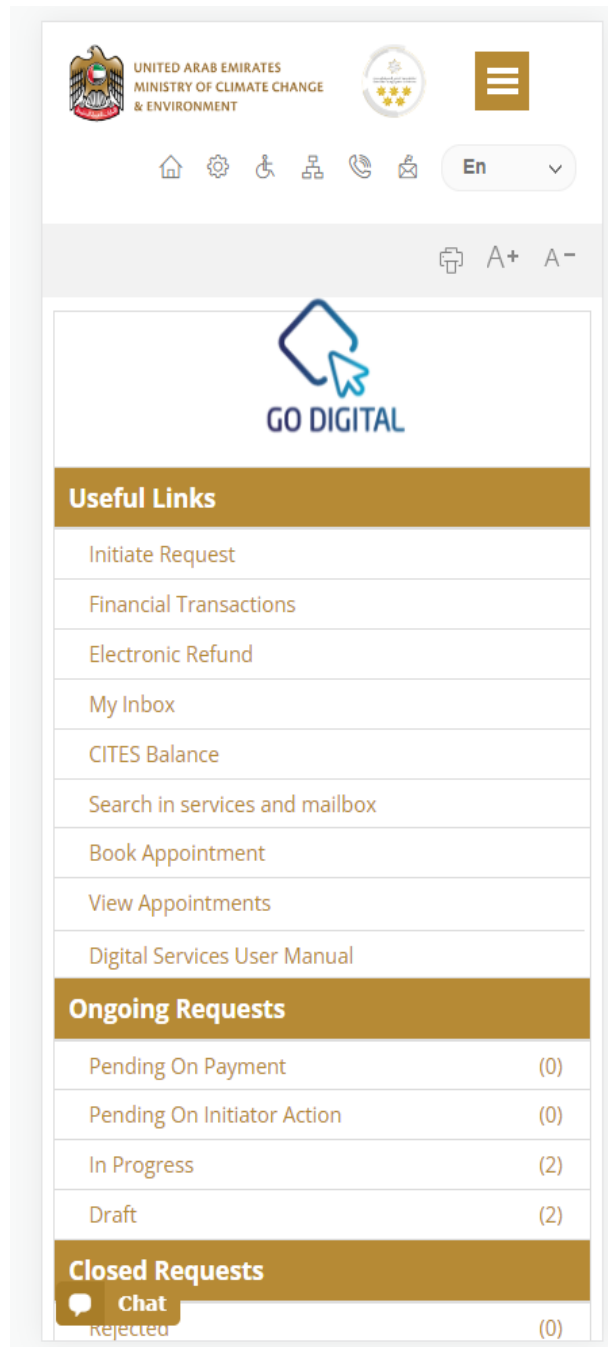 UNITED ARAB EMIRATES
MINISTRY OF CLIMATE CHANGE
& ENVIRONMENT
En
A+ A-
GO DIGITAL
Useful Links
Initiate Request
Financial Transactions
Electronic Refund
My Inbox
CITES Balance
Search in services and mailbox
Book Appointment
View Appointments
Digital Services User Manual
Ongoing Requests
Pending On Payment (0)
Pending On Initiator Action (0)
In Progress (2)
Draft (2)
Closed Requests
Chat
Rejected (0)